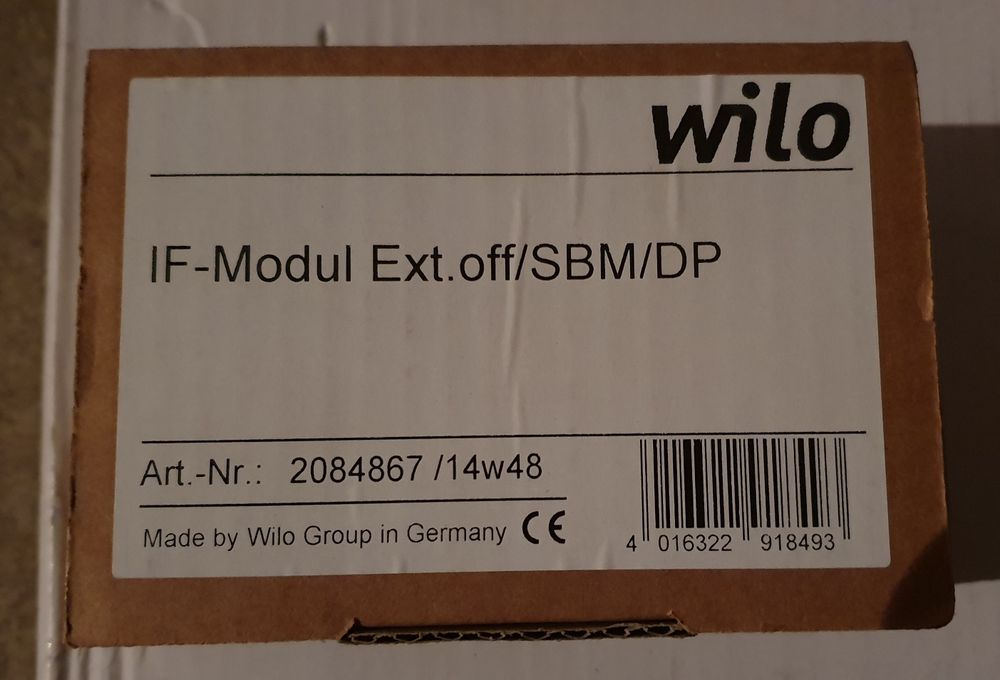 wilo
IF-Modul Ext.off/SBM/DP
Art.-Nr.: 2084867 /14w48
Made by Wilo Group in Germany CE
4 016322 918493